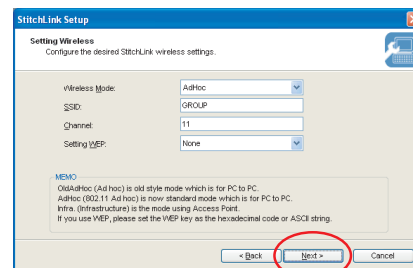 StitchLink Setup
Setting Wireless
Configure the desired StitchLink wireless settings.
Wireless Mode: AdHoc
SSID: GROUP
Channel: 11
Setting WEP: None
MEMO
OldAdHoc (Ad hoc) is old style mode which is for PC to PC.
AdHoc (802.11 Ad hoc) is now standard mode which is for PC to PC.
Infra. (Infrastructure) is the mode using Access Point.
If you use WEP, please set the WEP key as the hexadecimal code or ASCII string.
< Back Next > Cancel